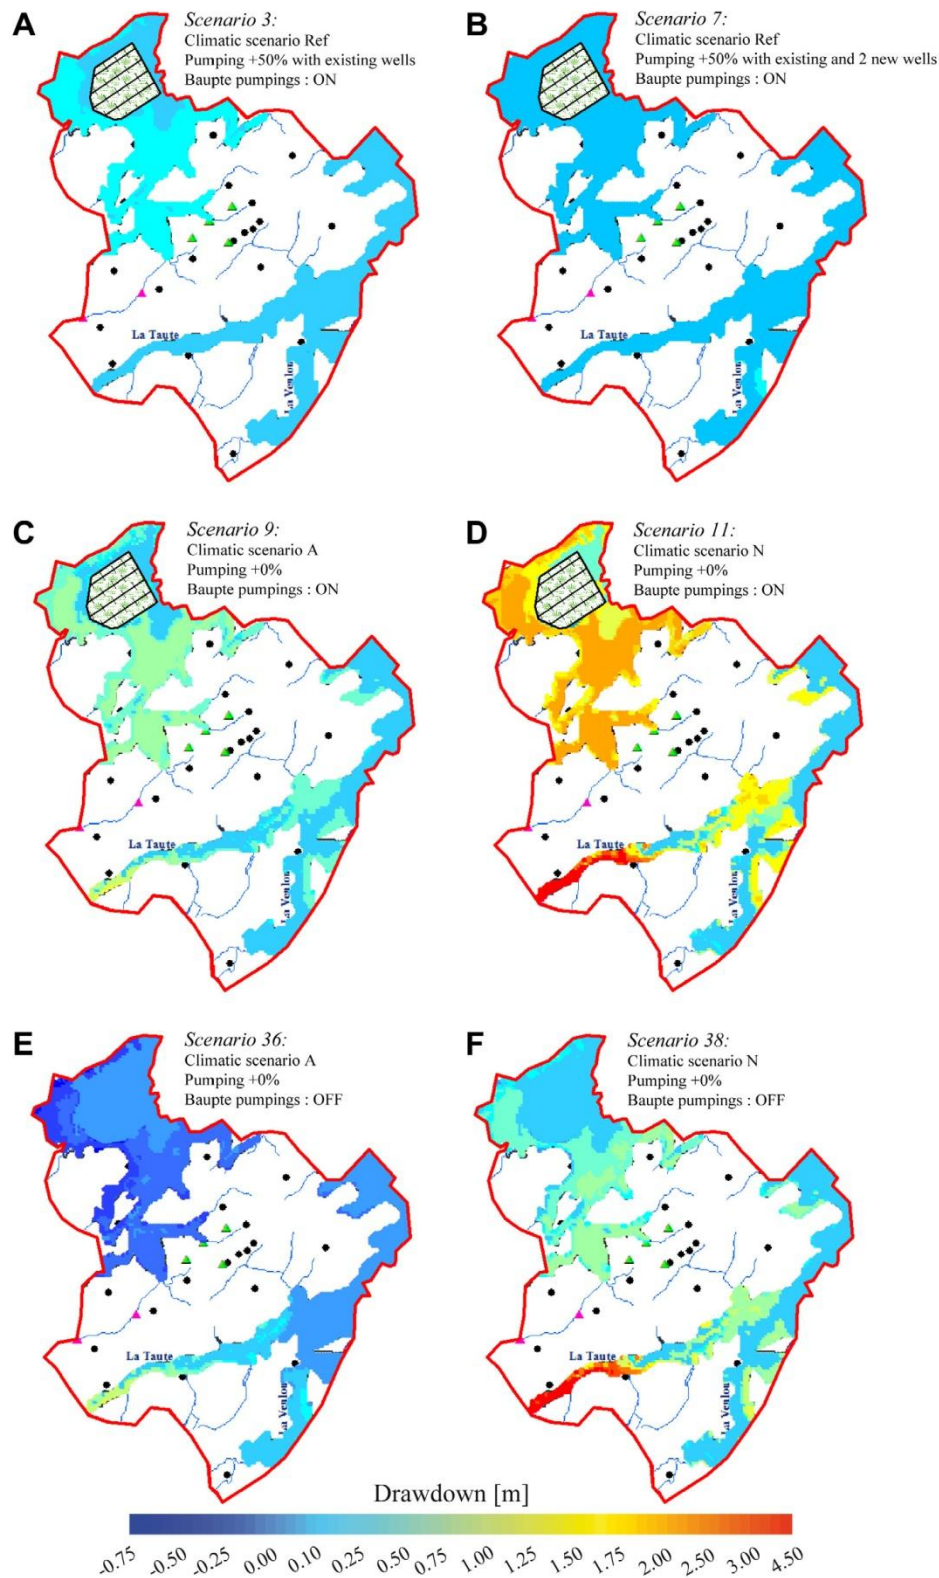 A
Scenario 3:
Climatic scenario Ref
Pumping +50% with existing wells
Baupte pumpings : ON
La Taute
La Venlou
B
Scenario 7:
Climatic scenario Ref
Pumping +50% with existing and 2 new wells
Baupte pumpings : ON
La Taute
La Venlou
C
Scenario 9:
Climatic scenario A
Pumping +0%
Baupte pumpings : ON
La Taute
La Venlou
D
Scenario 11:
Climatic scenario N
Pumping +0%
Baupte pumpings : ON
La Taute
La Venlou
E
Scenario 36:
Climatic scenario A
Pumping +0%
Baupte pumpings : OFF
La Taute
La Venlou
F
Scenario 38:
Climatic scenario N
Pumping +0%
Baupte pumpings : OFF
La Taute
La Venlou
Drawdown [m]
-0.75 -0.50 -0.25 0.00 0.10 0.25 0.50 0.75 1.00 1.25 1.50 1.75 2.00 2.50 3.00 4.50